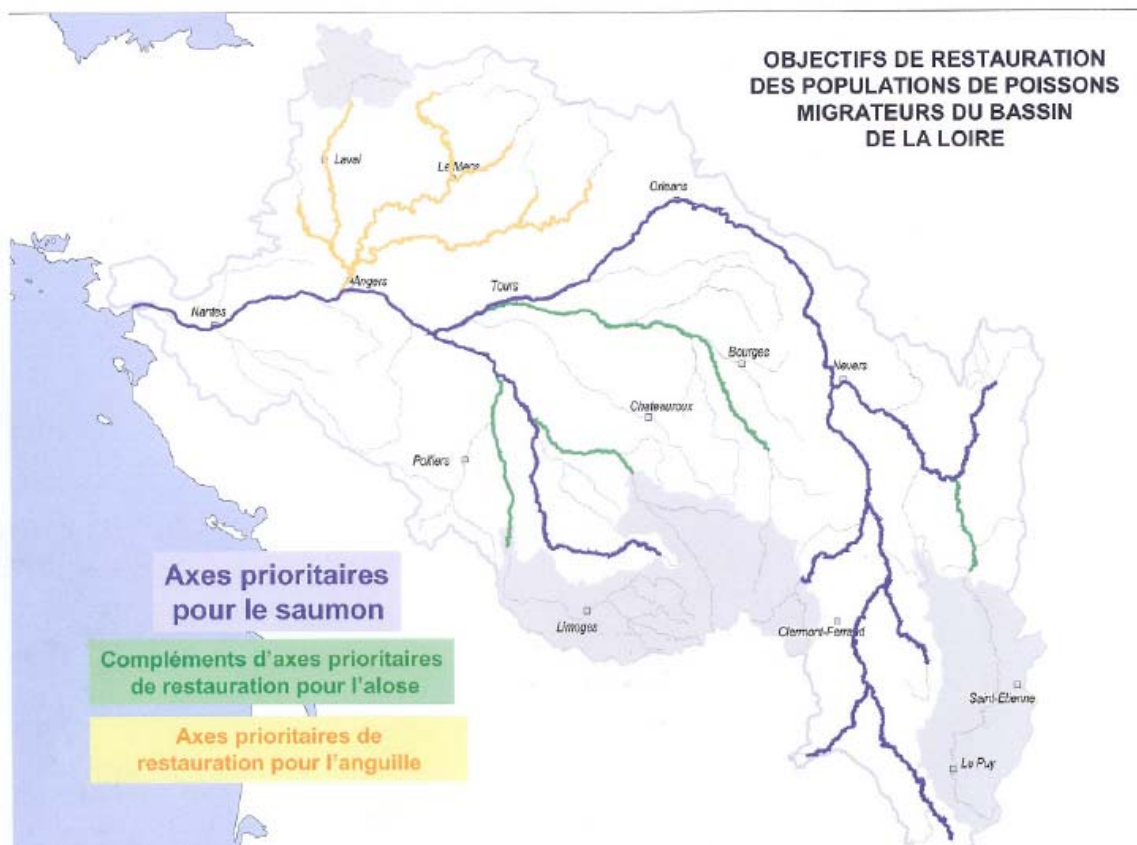 OBJECTIFS DE RESTAURATION
DES POPULATIONS DE POISSONS
MIGRATEURS DU BASSIN
DE LA LOIRE
Laval
Le Mans
Orléans
Angers
Tours
Nantes
Bourges
Nevers
Chateauroux
Poitiers
Axes prioritaires
pour le saumon
Limoges
Clermont-Ferrand
Compléments d'axes prioritaires
de restauration pour l'alose
Saint-Etienne
Axes prioritaires de
restauration pour l'anguille
Le Puy